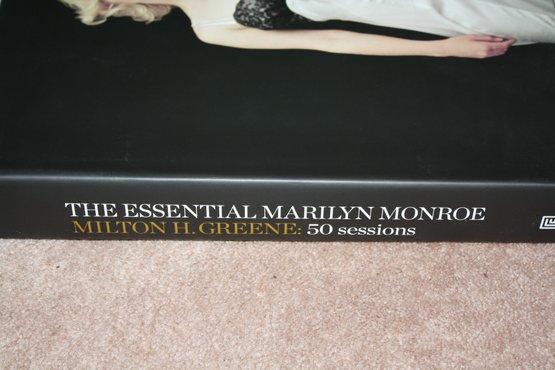 THE ESSENTIAL MARILYN MONROE
MILTON H. GREENE: 50 sessions